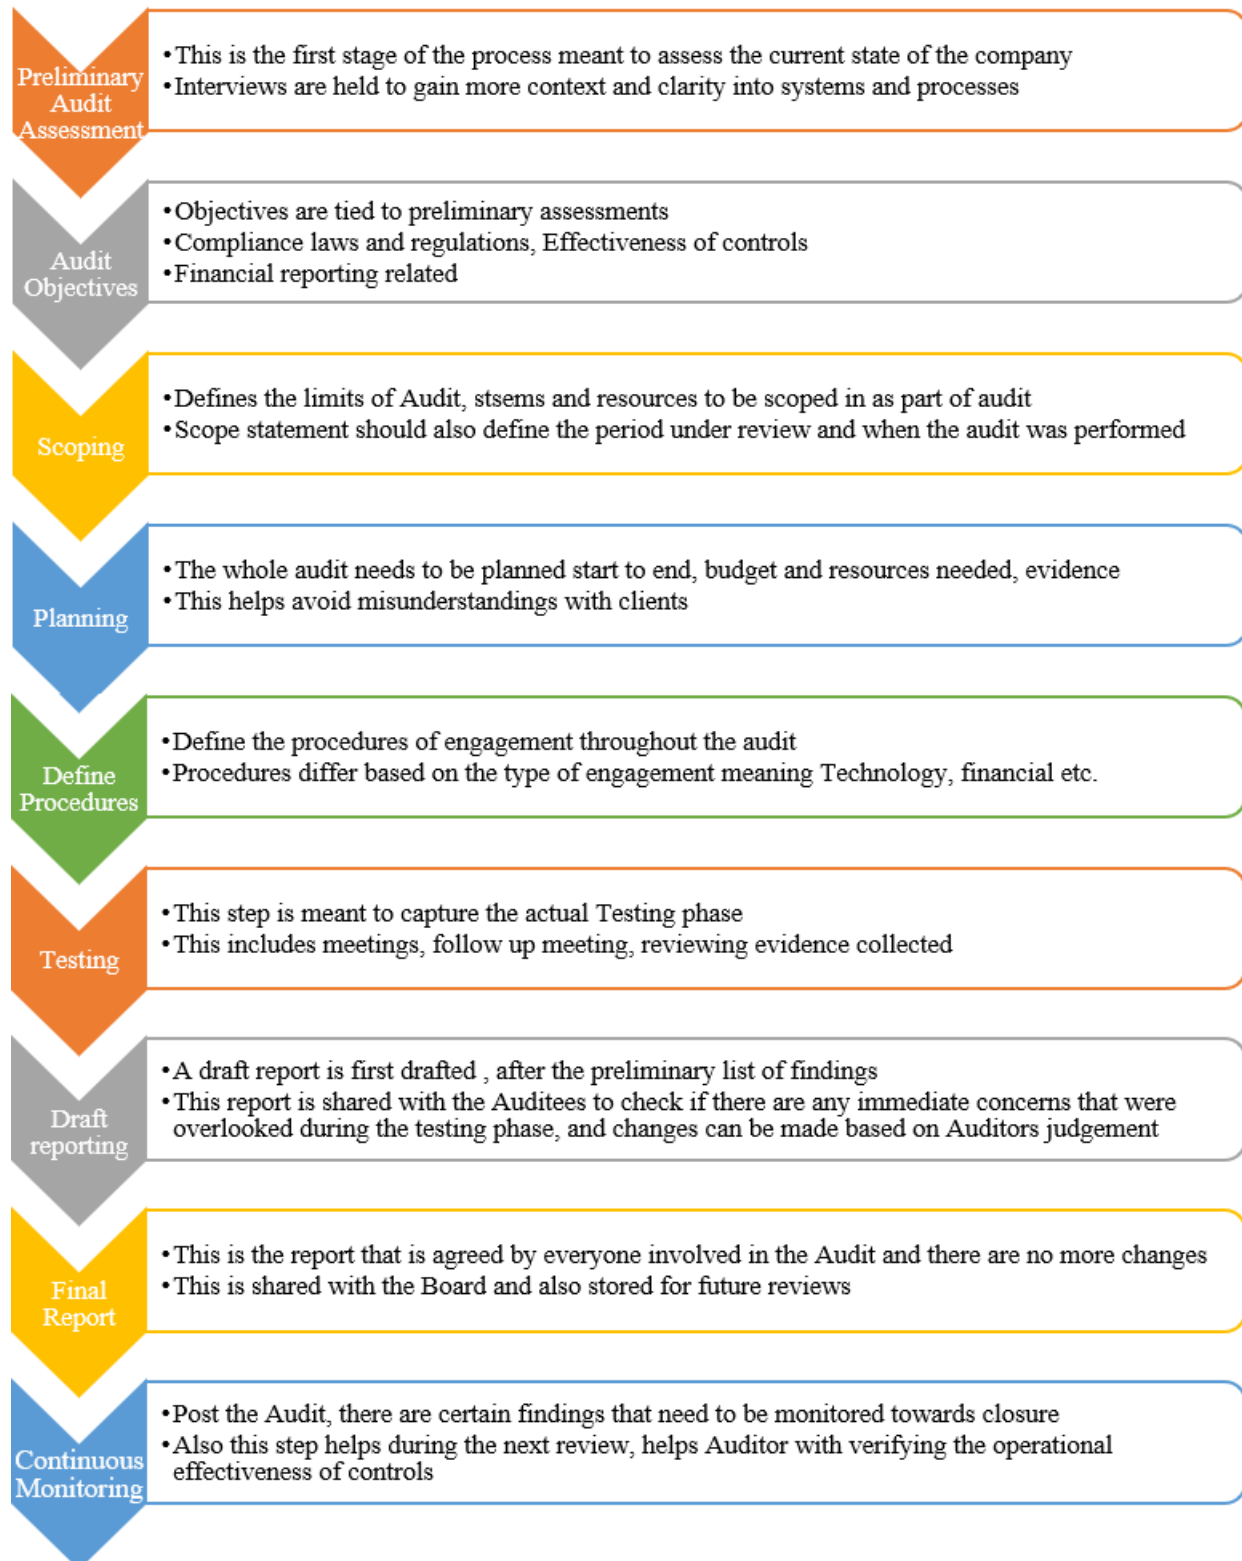 Preliminary
Audit
Assessment
•This is the first stage of the process meant to assess the current state of the company
•Interviews are held to gain more context and clarity into systems and processes
Audit
Objectives
•Objectives are tied to preliminary assessments
•Compliance laws and regulations, Effectiveness of controls
•Financial reporting related
Scoping
•Defines the limits of Audit, stsems and resources to be scoped in as part of audit
•Scope statement should also define the period under review and when the audit was performed
Planning
•The whole audit needs to be planned start to end, budget and resources needed, evidence
•This helps avoid misunderstandings with clients
Define
Procedures
•Define the procedures of engagement throughout the audit
•Procedures differ based on the type of engagement meaning Technology, financial etc.
Testing
•This step is meant to capture the actual Testing phase
•This includes meetings, follow up meeting, reviewing evidence collected
Draft
reporting
•A draft report is first drafted , after the preliminary list of findings
•This report is shared with the Auditees to check if there are any immediate concerns that were
overlooked during the testing phase, and changes can be made based on Auditors judgement
Final
Report
•This is the report that is agreed by everyone involved in the Audit and there are no more changes
•This is shared with the Board and also stored for future reviews
Continuous
Monitoring
•Post the Audit, there are certain findings that need to be monitored towards closure
•Also this step helps during the next review, helps Auditor with verifying the operational
effectiveness of controls